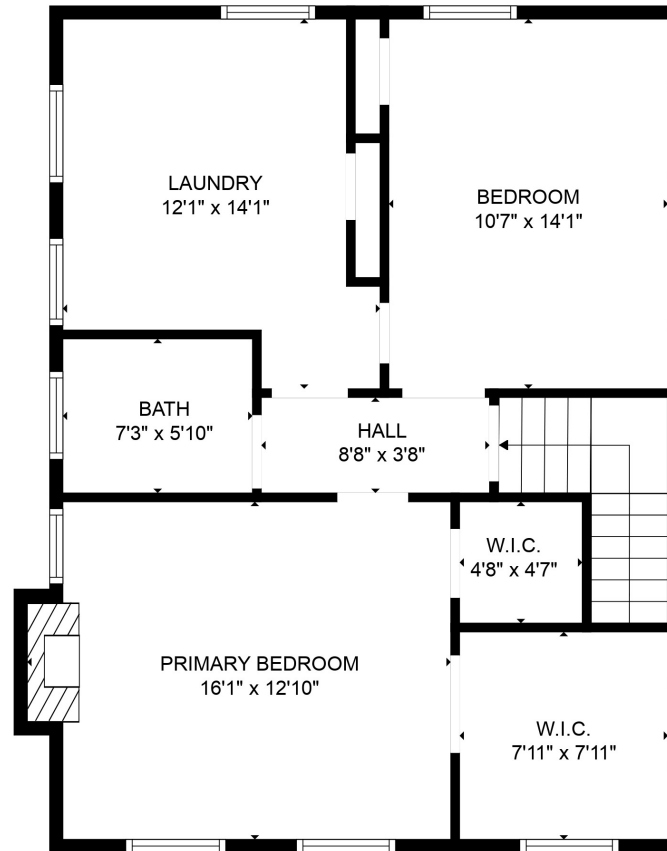 LAUNDRY
12'1" x 14'1"
BEDROOM
10'7" x 14'1"
BATH
7'3" x 5'10"
HALL
8'8" x 3'8"
W.I.C.
4'8" x 4'7"
PRIMARY BEDROOM
16'1" x 12'10"
W.I.C.
7'11" x 7'11"